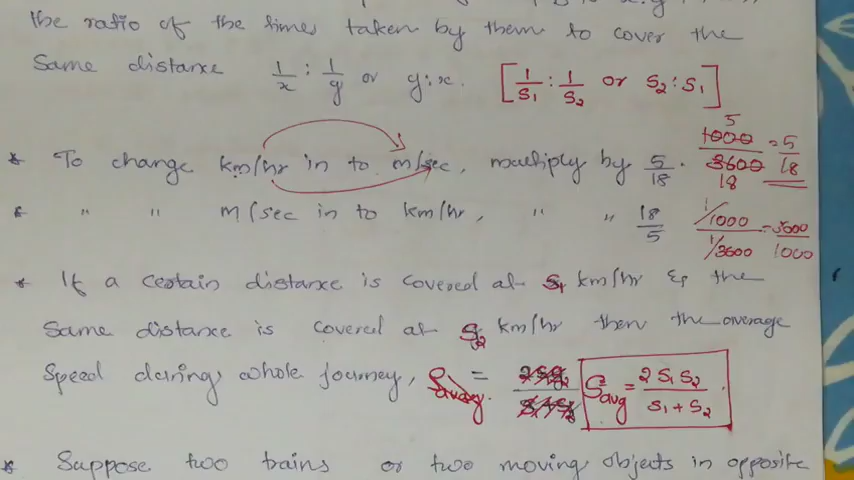 the ratio of the times taken by them to cover the
Same distance 1/x : 1/y or y:x. [1/S1 : 1/S2 or S2 : S1]
* To change km/hr in to m/sec, multiply by 5/18. 1000/3600 = 5/18
5
18
* " " m/sec in to km/hr, " " 18/5 1/1000 / 1/3600 = 3600/1000
* If a certain distance is covered at S1 km/hr & the
Same distance is covered at S2 km/hr then the average
Speed during whole journey, = Savg = 2 S1 S2 / S1 + S2
* Suppose two trains or two moving objects in opposite